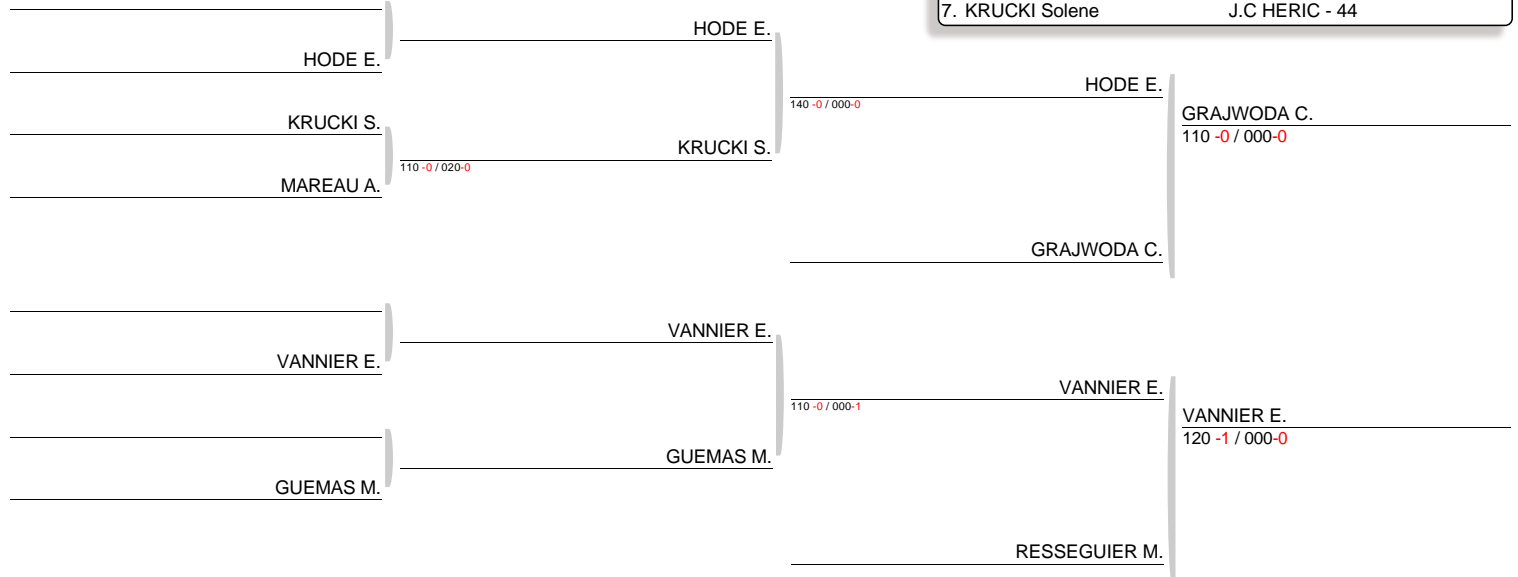 7. KRUCKI Solene J.C HERIC - 44
HODE E.
HODE E.
HODE E.
140 -0 / 000-0
GRAJWODA C.
110 -0 / 000-0
KRUCKI S.
KRUCKI S.
110 -0 / 020-0
MAREAU A.
GRAJWODA C.
VANNIER E.
VANNIER E.
VANNIER E.
110 -0 / 000-1
VANNIER E.
120 -1 / 000-0
GUEMAS M.
GUEMAS M.
RESSEGUIER M.